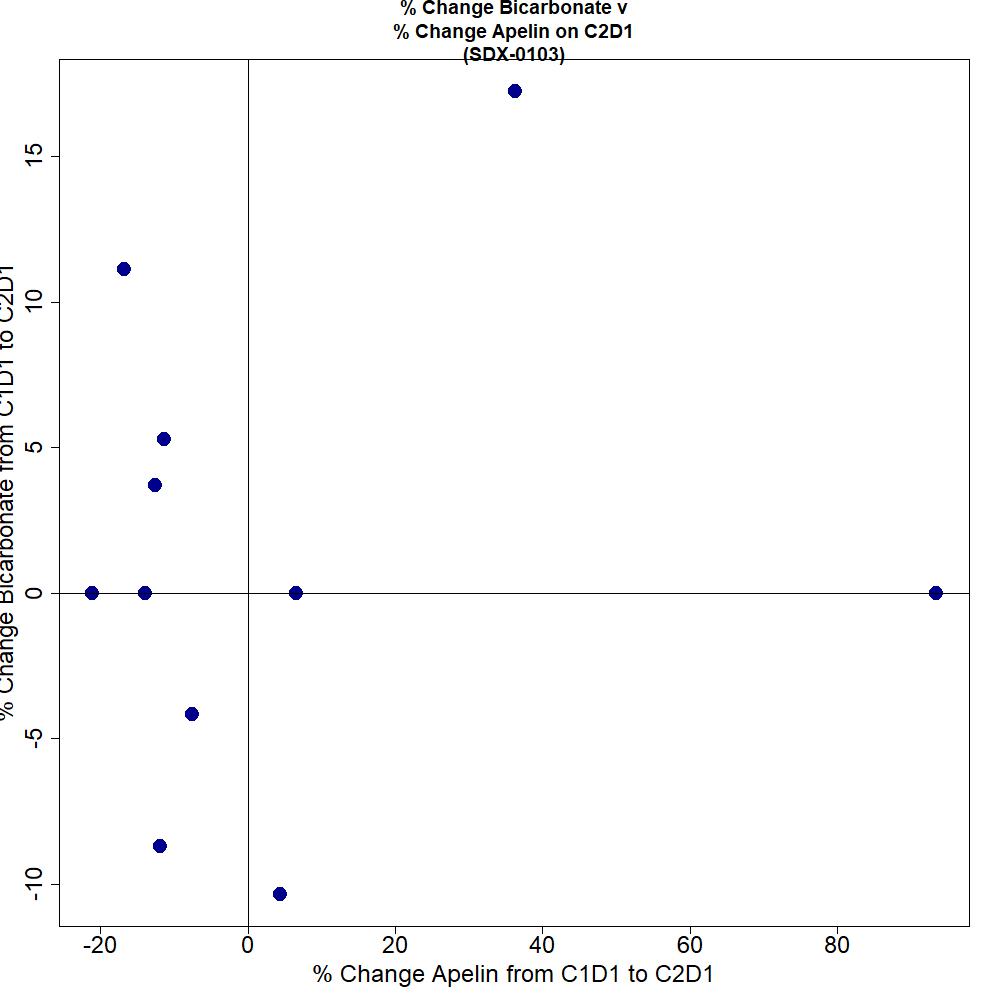 % Change Bicarbonate v
% Change Apelin on C2D1
(SDX-0103)
% Change Bicarbonate from C1D1 to C2D1
15
10
5
0
-5
-10
-20 0 20 40 60 80
% Change Apelin from C1D1 to C2D1